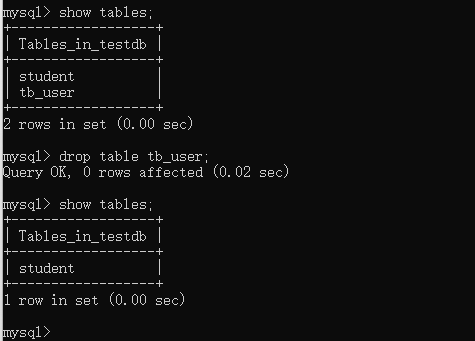 mysql> show tables;
+------------------+
| Tables_in_testdb |
+------------------+
| student          |
| tb_user          |
+------------------+
2 rows in set (0.00 sec)
mysql> drop table tb_user;
Query OK, 0 rows affected (0.02 sec)
mysql> show tables;
+------------------+
| Tables_in_testdb |
+------------------+
| student          |
+------------------+
1 row in set (0.00 sec)
mysql>